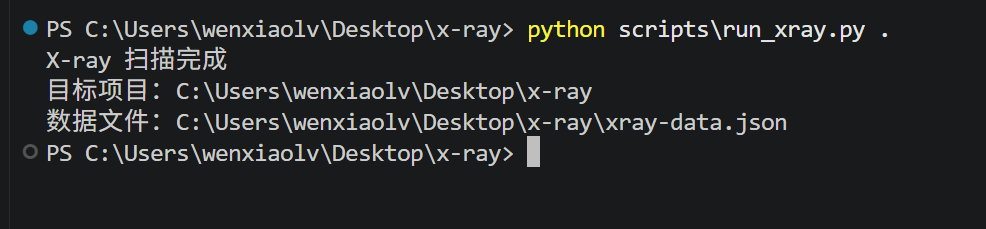 PS C:\Users\wenxiaolv\Desktop\x-ray> python scripts\run_xray.py .
X-ray 扫描完成
目标项目: C:\Users\wenxiaolv\Desktop\x-ray
数据文件: C:\Users\wenxiaolv\Desktop\x-ray\xray-data.json
PS C:\Users\wenxiaolv\Desktop\x-ray>